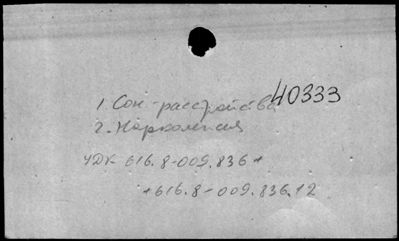 1. Сон - расстройства 40333
2. Нарколепсия
УДК 616.8-009.836 +
+ 616.8-009.836.12